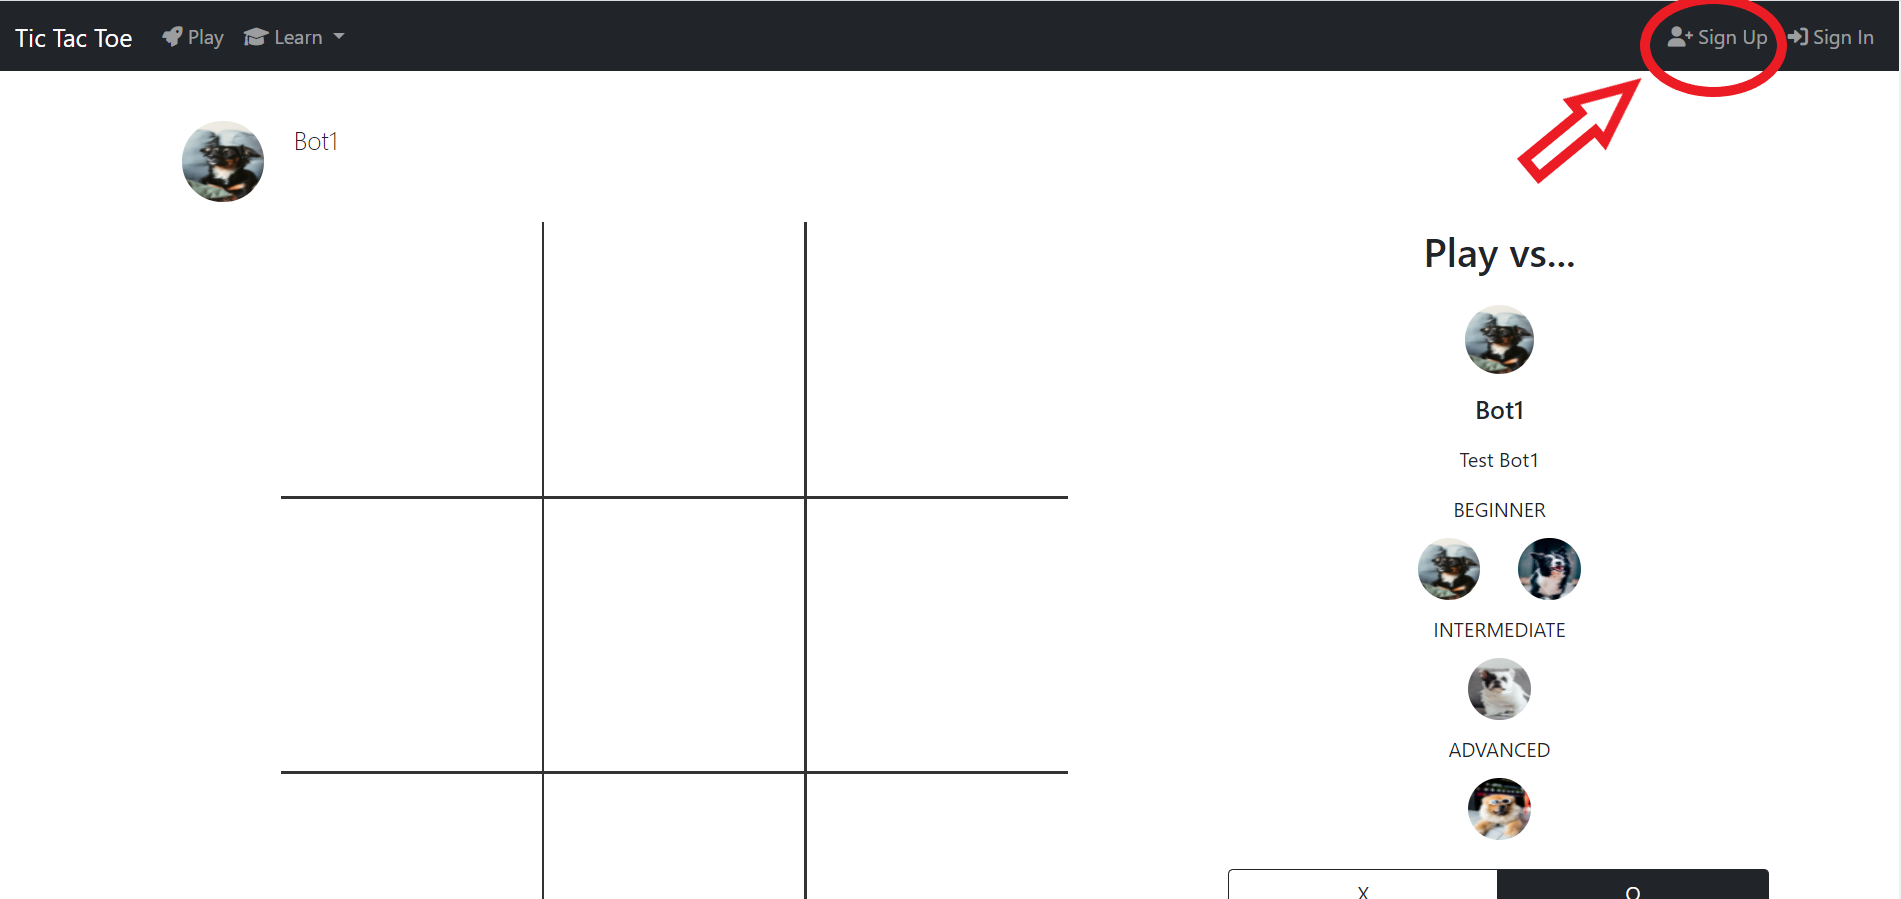 Tic Tac Toe Play Learn Sign Up Sign In
Bot1
Play vs...
Bot1
Test Bot1
BEGINNER
INTERMEDIATE
ADVANCED
X O